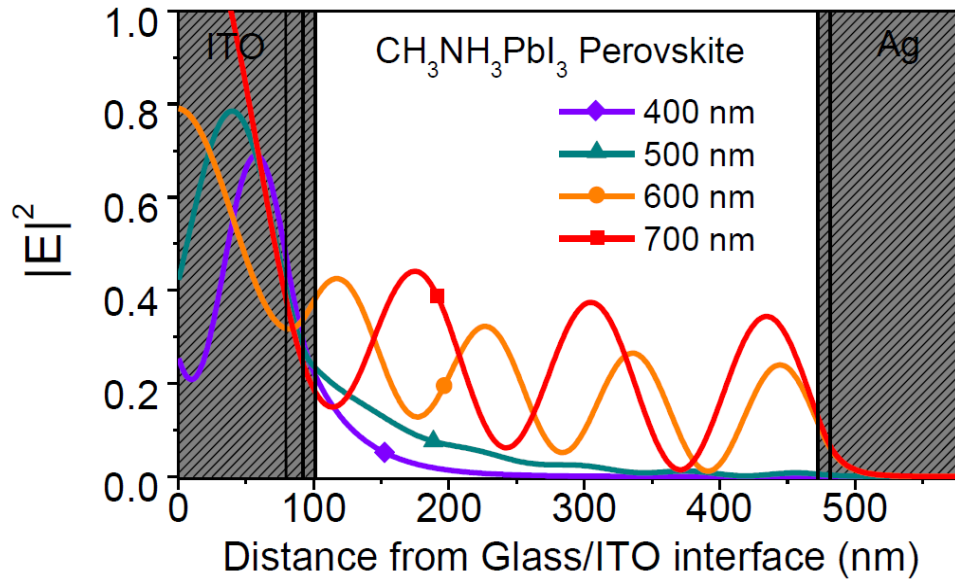 1.0
0.8
0.6
0.4
0.2
0.0
|E|²
ITO
CH₃NH₃PbI₃ Perovskite
Ag
400 nm
500 nm
600 nm
700 nm
0 100 200 300 400 500
Distance from Glass/ITO interface (nm)